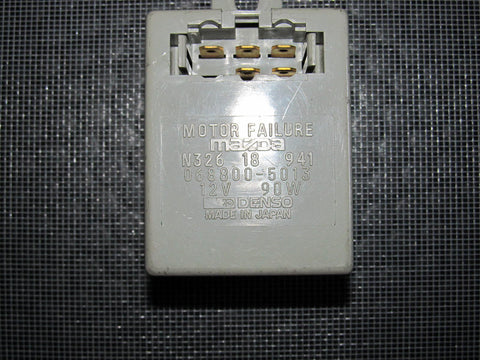 MOTOR FAILURE
mazda
N326 18 941
068800-5013
12V 90W
DENSO
MADE IN JAPAN